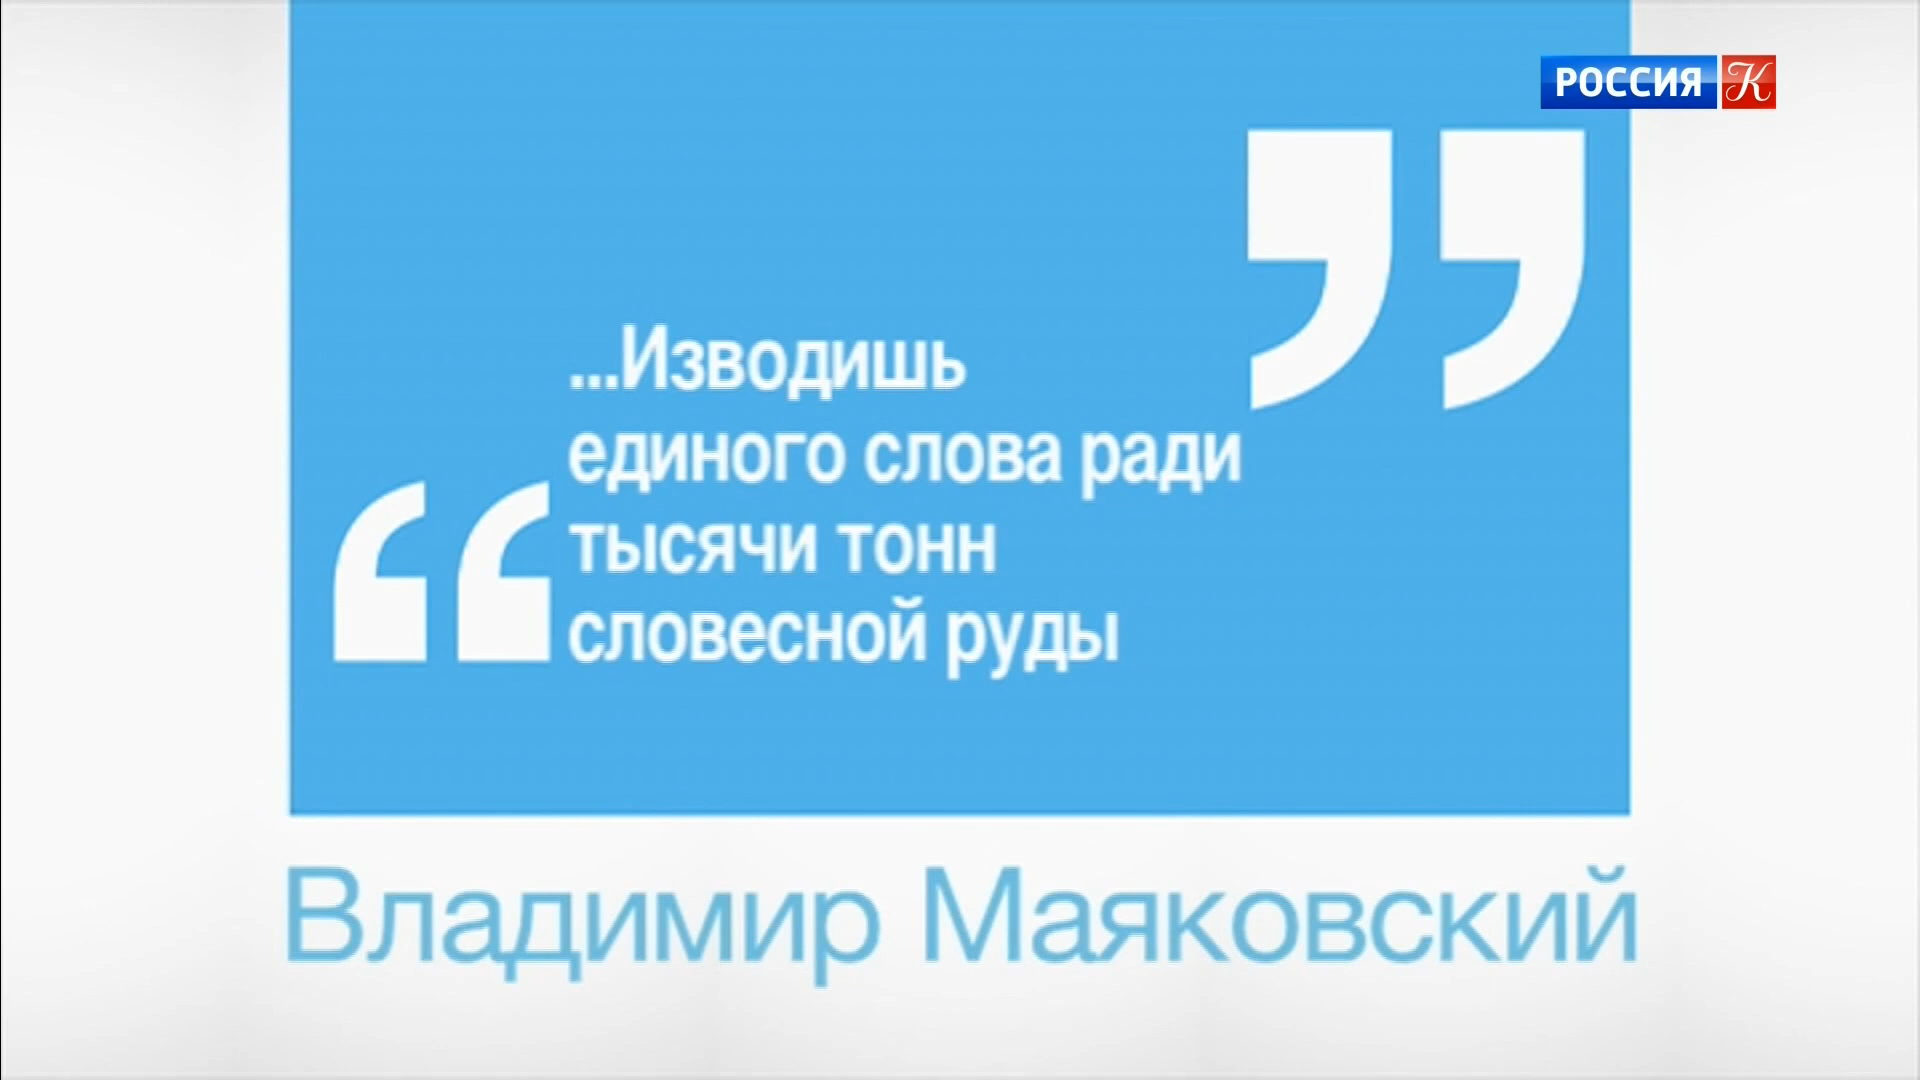 РОССИЯ К
...Изводишь
единого слова ради
тысячи тонн
словесной руды
Владимир Маяковский